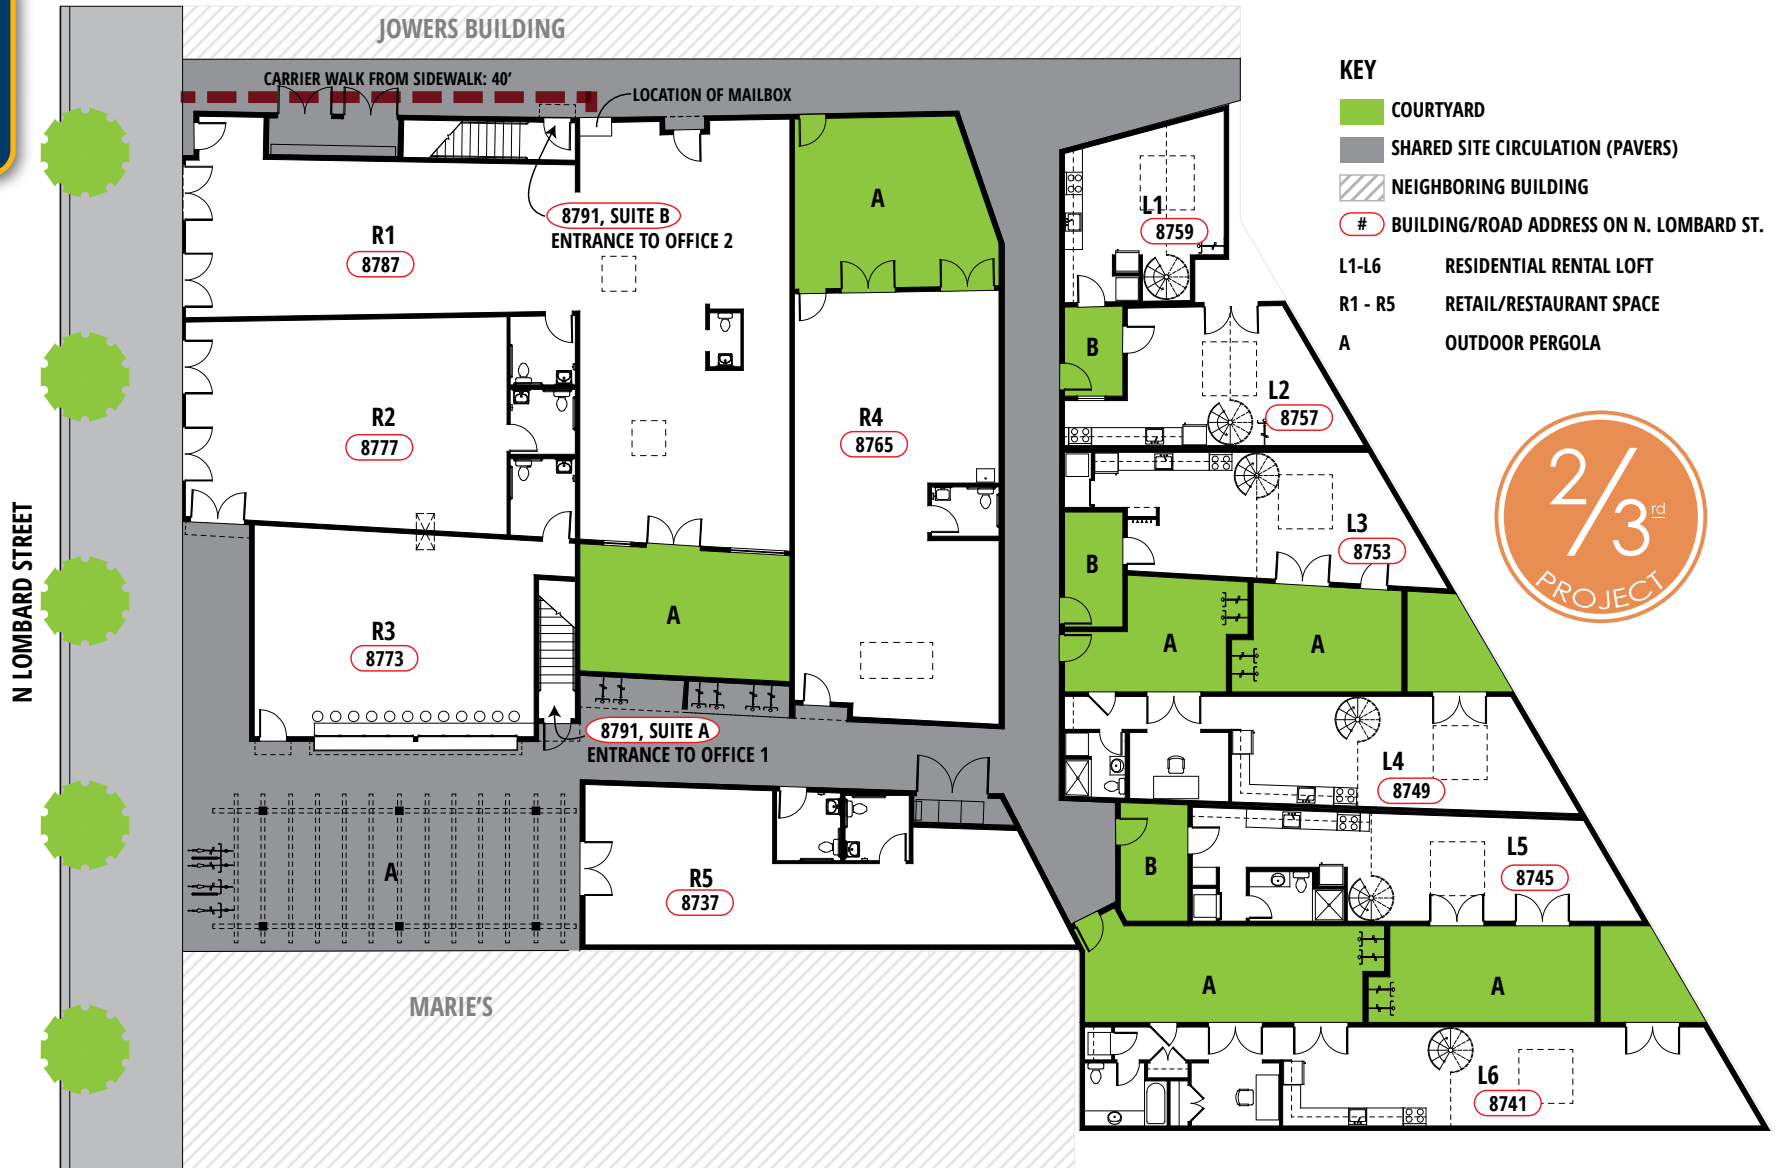 JOWERS BUILDING
CARRIER WALK FROM SIDEWALK: 40'
LOCATION OF MAILBOX
KEY
COURTYARD
SHARED SITE CIRCULATION (PAVERS)
NEIGHBORING BUILDING
# BUILDING/ROAD ADDRESS ON N. LOMBARD ST.
L1-L6 RESIDENTIAL RENTAL LOFT
R1 - R5 RETAIL/RESTAURANT SPACE
A OUTDOOR PERGOLA
A
L1
8759
8791, SUITE B
ENTRANCE TO OFFICE 2
R1
8787
B
L2
8757
R2
8777
R4
8765
L3
8753
B
2/3rd
PROJECT
N LOMBARD STREET
A
R3
8773
A
A
8791, SUITE A
ENTRANCE TO OFFICE 1
L4
8749
A
R5
8737
B
L5
8745
MARIE'S
A
A
L6
8741